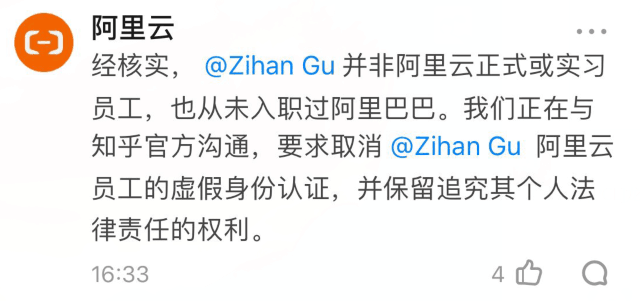 阿里云
经核实， @Zihan Gu 并非阿里云正式或实习
员工，也从未入职过阿里巴巴。我们正在与
知乎官方沟通，要求取消 @Zihan Gu 阿里云
员工的虚假身份认证，并保留追究其个人法
律责任的权利。
16:33 4